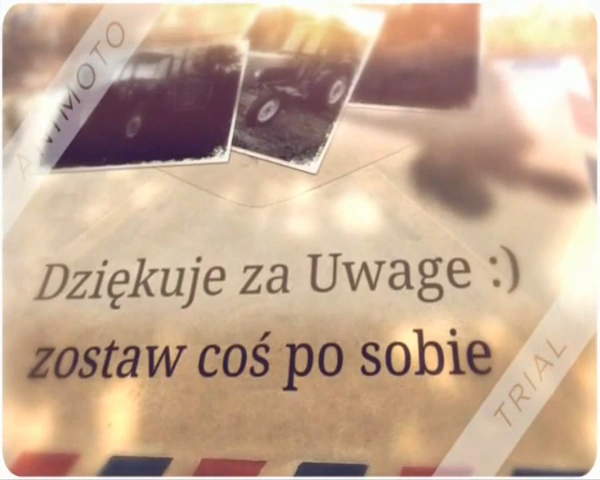 ANIMOTO
Dziękuje za Uwage :)
zostaw coś po sobie
TRIAL